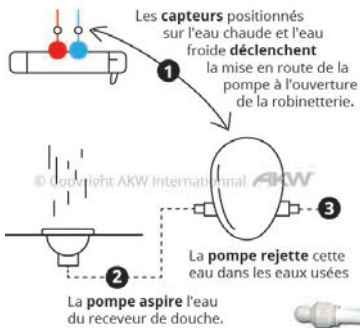 Les capteurs positionnés
sur l'eau chaude et l'eau
froide déclenchent
la mise en route de la
pompe à l'ouverture
de la robinetterie.
1
© Copyright AKW International AKW
3
La pompe rejette cette
eau dans les eaux usées
2
La pompe aspire l'eau
du receveur de douche.